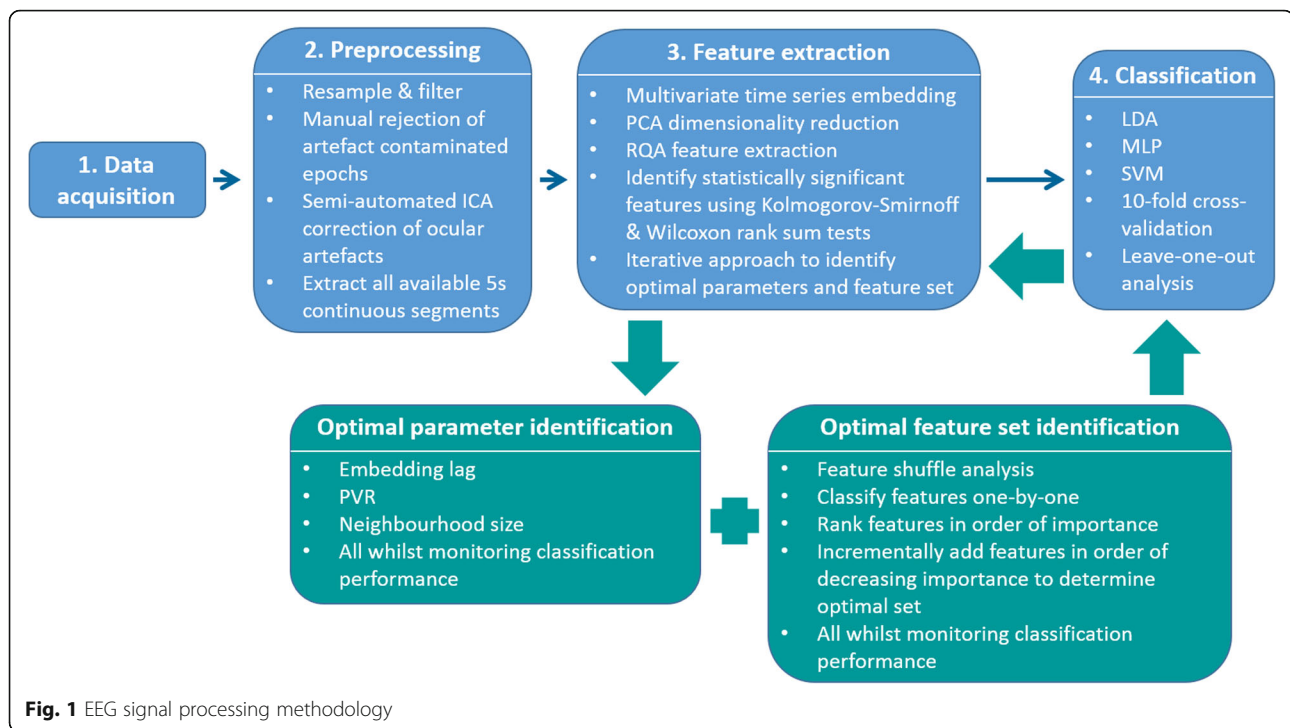 1. Data
acquisition
2. Preprocessing
• Resample & filter
• Manual rejection of
artefact contaminated
epochs
• Semi-automated ICA
correction of ocular
artefacts
• Extract all available 5s
continuous segments
3. Feature extraction
• Multivariate time series embedding
• PCA dimensionality reduction
• RQA feature extraction
• Identify statistically significant
features using Kolmogorov-Smirnoff
& Wilcoxon rank sum tests
• Iterative approach to identify
optimal parameters and feature set
4. Classification
• LDA
• MLP
• SVM
• 10-fold cross-
validation
• Leave-one-out
analysis
Optimal parameter identification
• Embedding lag
• PVR
• Neighbourhood size
• All whilst monitoring classification
performance
Optimal feature set identification
• Feature shuffle analysis
• Classify features one-by-one
• Rank features in order of importance
• Incrementally add features in order of
decreasing importance to determine
optimal set
• All whilst monitoring classification
performance
Fig. 1 EEG signal processing methodology